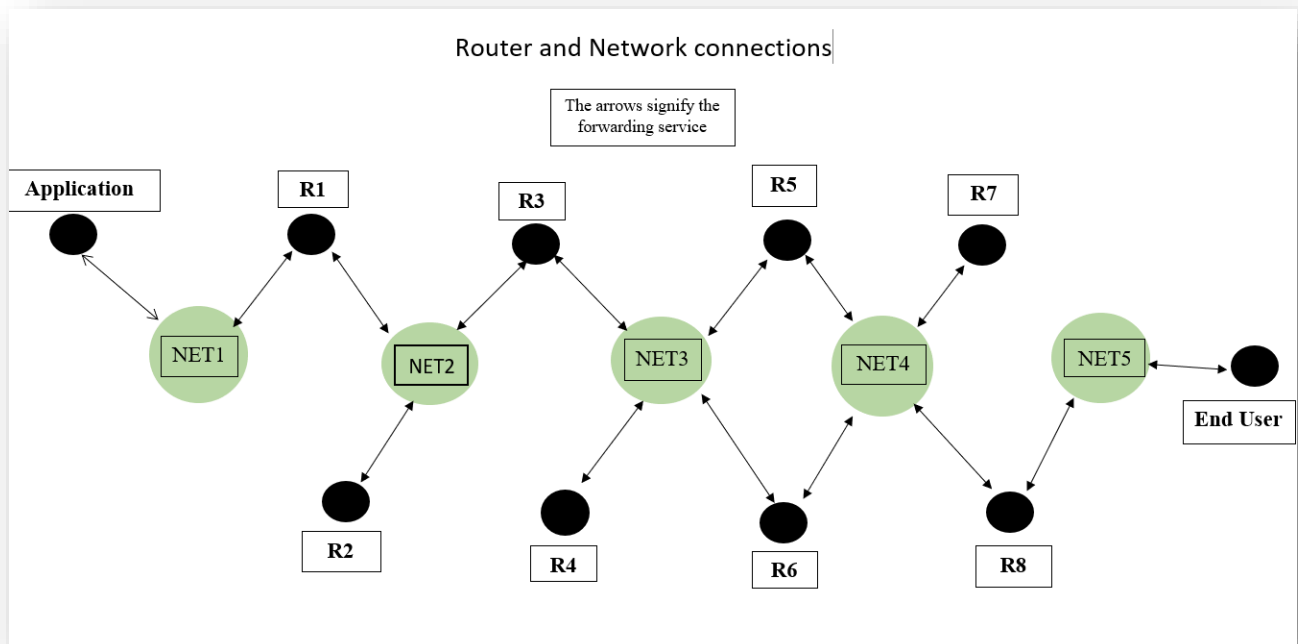 Router and Network connections
The arrows signify the
forwarding service
Application
R1
R3
R5
R7
NET1
NET2
NET3
NET4
NET5
End User
R2
R4
R6
R8